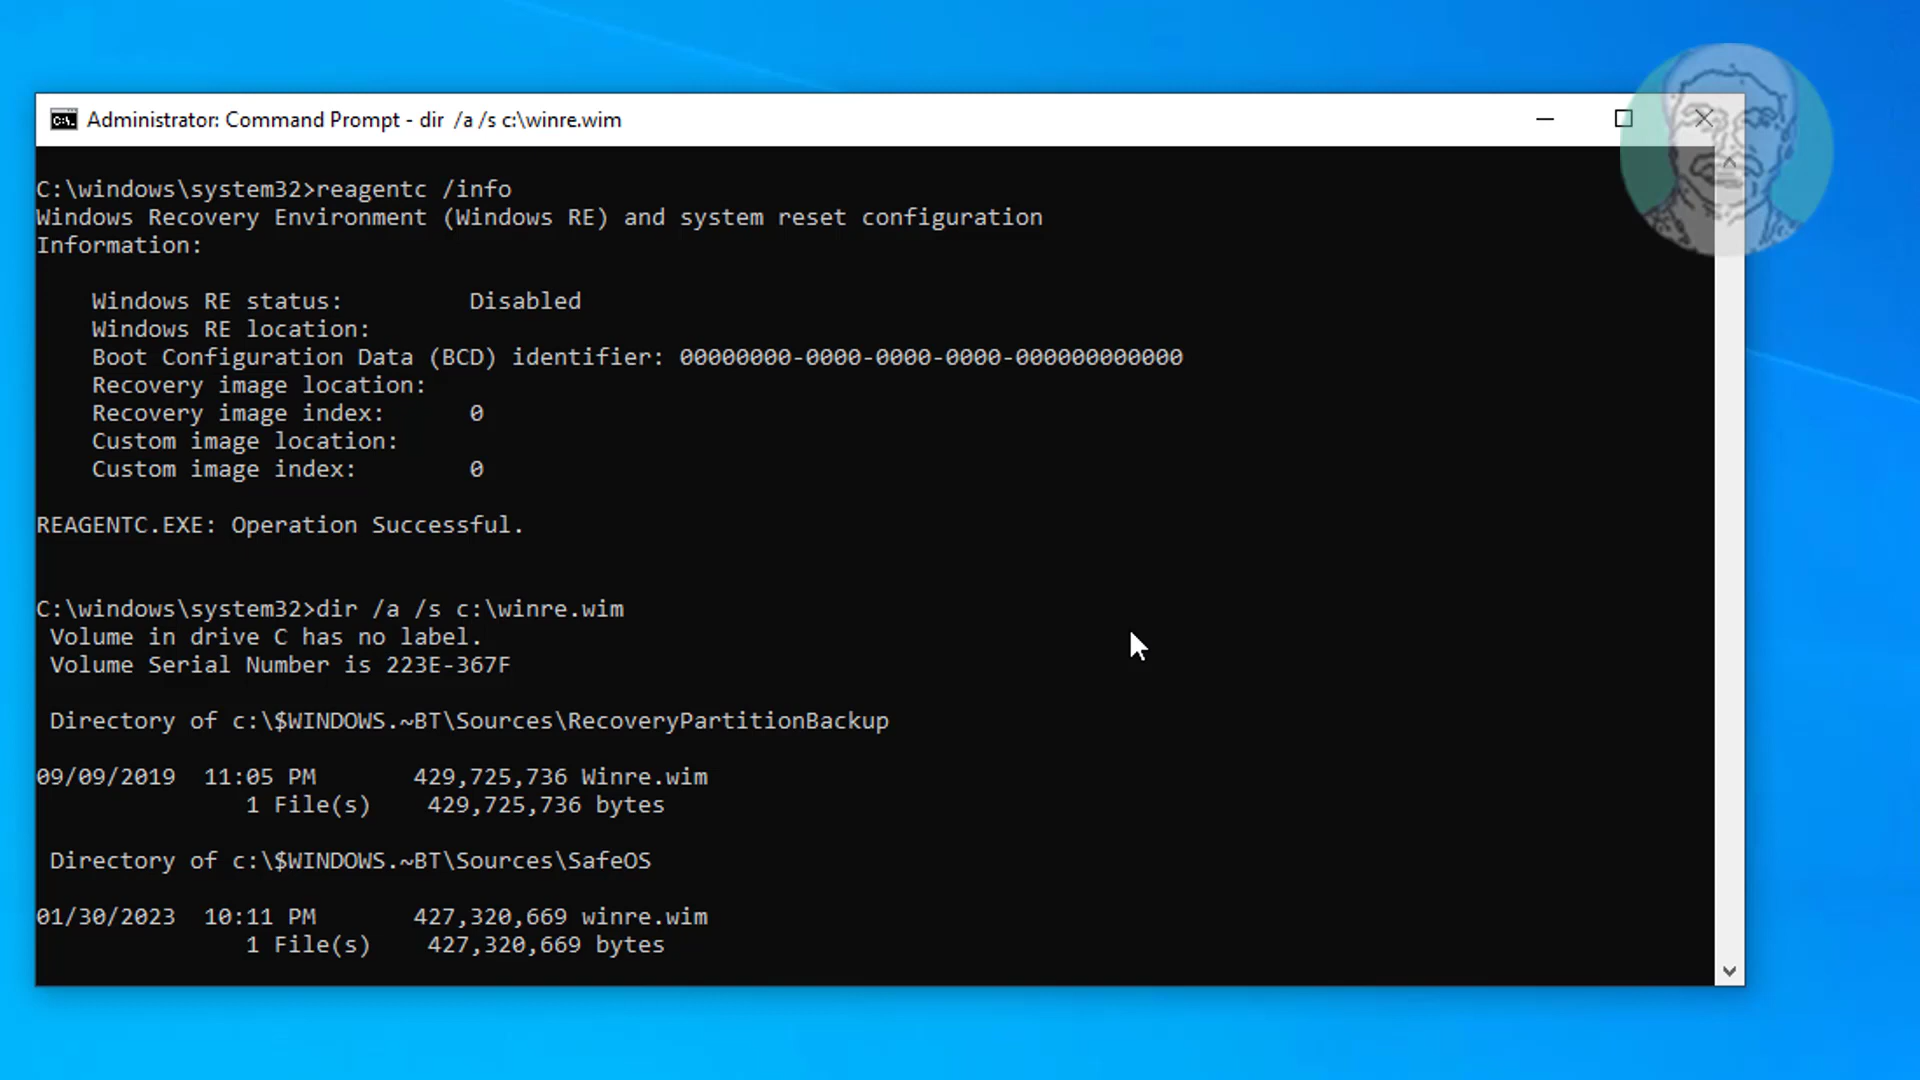 Administrator: Command Prompt - dir /a /s c:\winre.wim
C:\windows\system32>reagentc /info
Windows Recovery Environment (Windows RE) and system reset configuration
Information:
Windows RE status: Disabled
Windows RE location:
Boot Configuration Data (BCD) identifier: 00000000-0000-0000-0000-000000000000
Recovery image location:
Recovery image index: 0
Custom image location:
Custom image index: 0
REAGENTC.EXE: Operation Successful.
C:\windows\system32>dir /a /s c:\winre.wim
Volume in drive C has no label.
Volume Serial Number is 223E-367F
Directory of c:\$WINDOWS.~BT\Sources\RecoveryPartitionBackup
09/09/2019 11:05 PM 429,725,736 Winre.wim
1 File(s) 429,725,736 bytes
Directory of c:\$WINDOWS.~BT\Sources\SafeOS
01/30/2023 10:11 PM 427,320,669 winre.wim
1 File(s) 427,320,669 bytes